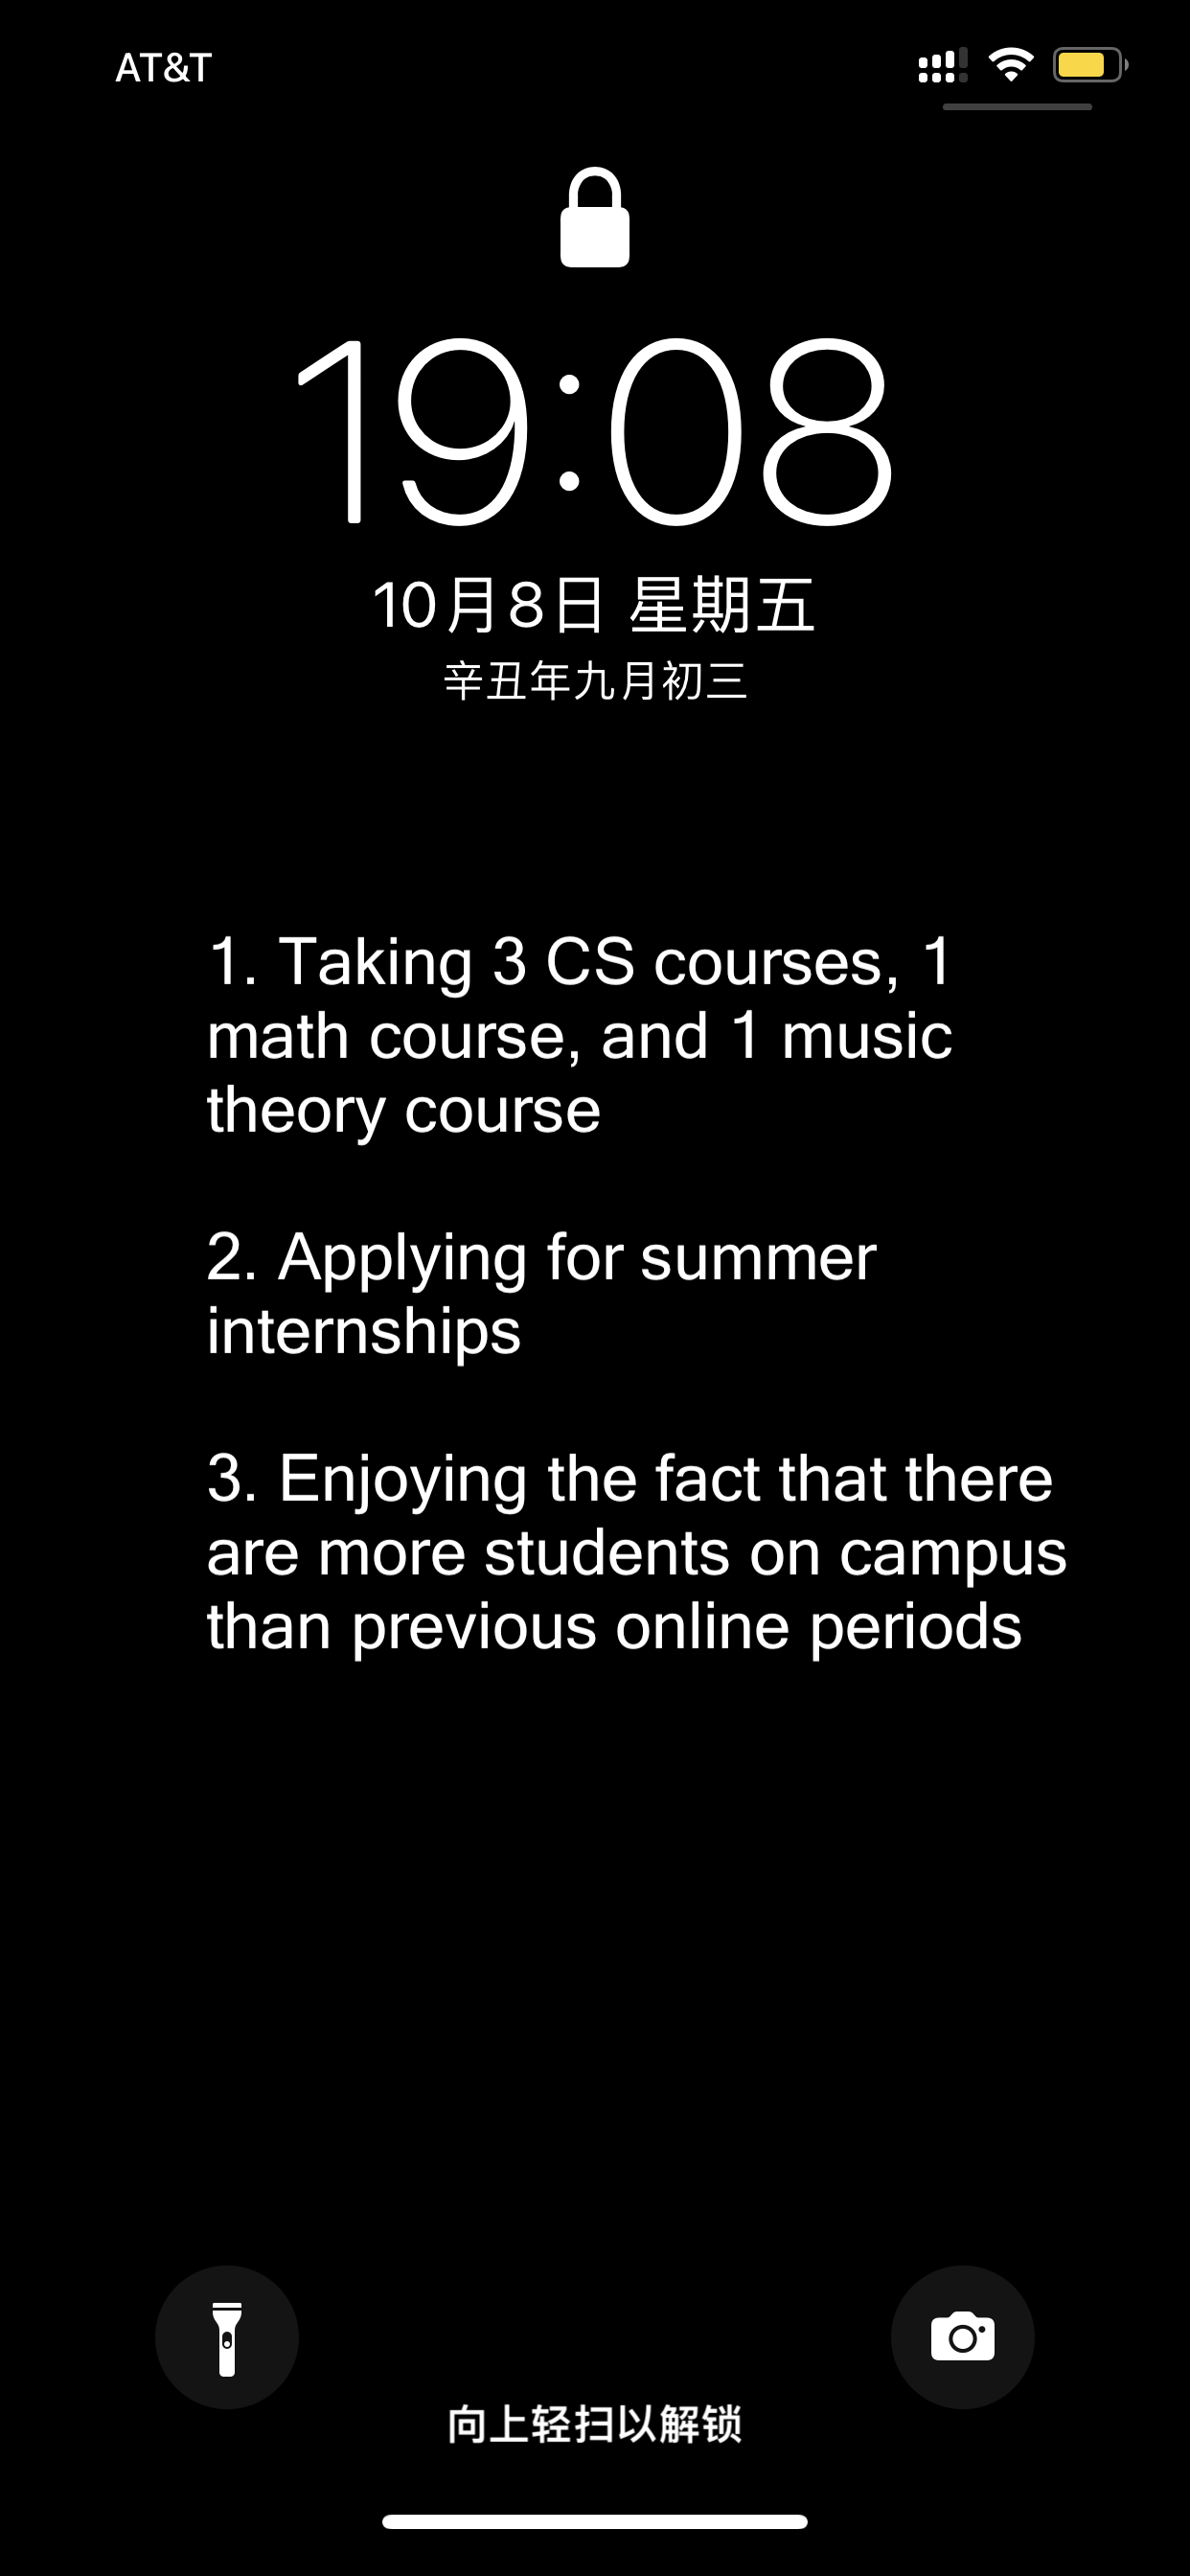 AT&T
19:08
10月8日 星期五
辛丑年九月初三
1. Taking 3 CS courses, 1
math course, and 1 music
theory course
2. Applying for summer
internships
3. Enjoying the fact that there
are more students on campus
than previous online periods
向上轻扫以解锁